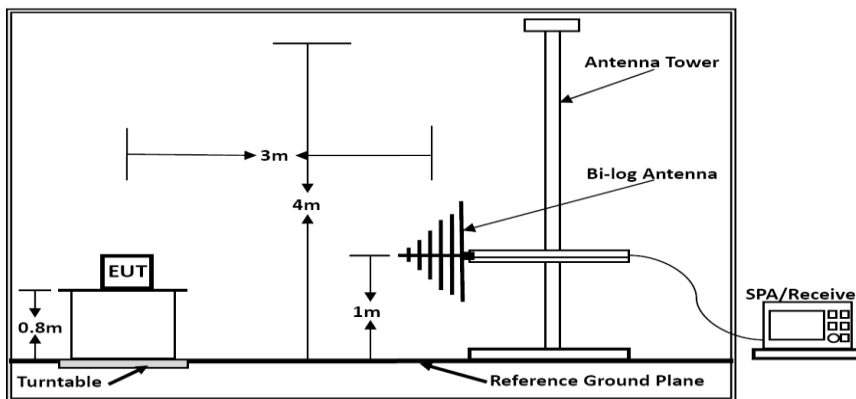 Antenna Tower
3m
Bi-log Antenna
4m
EUT
SPA/Receive
0.8m
1m
Turntable
Reference Ground Plane